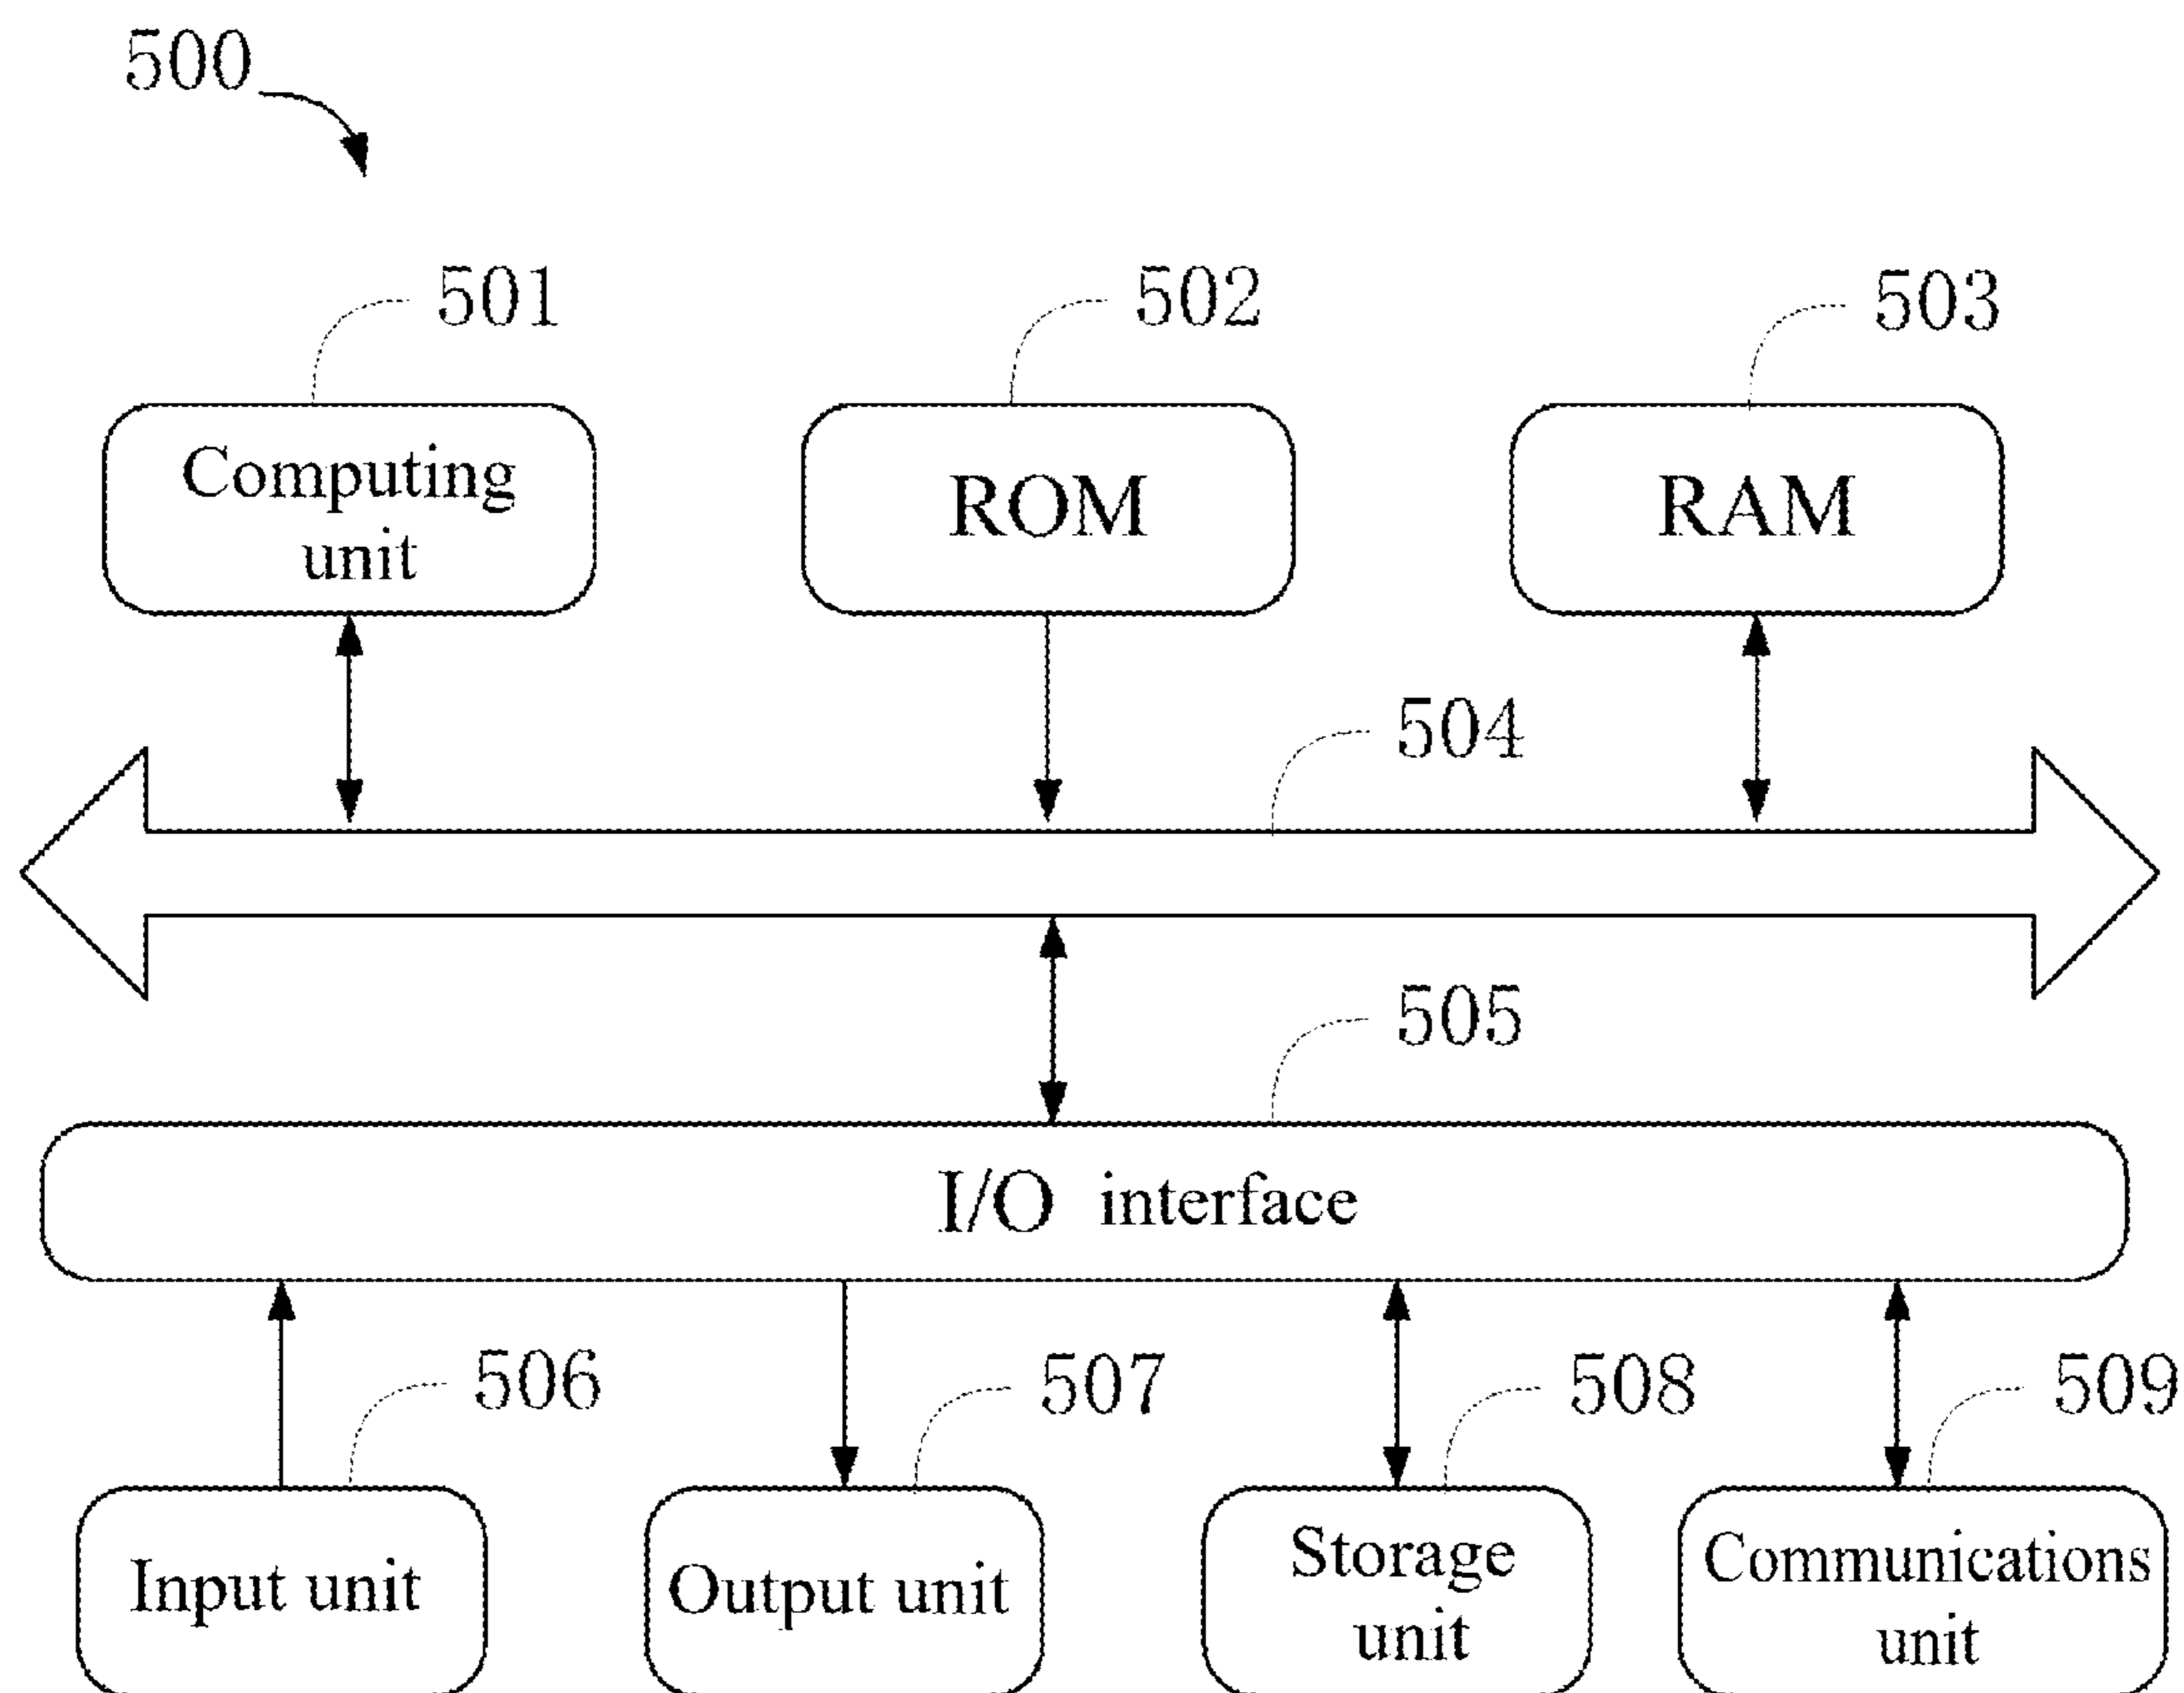 500
501
502
503
Computing
unit
ROM
RAM
504
505
I/O interface
506
507
508
509
Input unit
Output unit
Storage
unit
Communications
unit